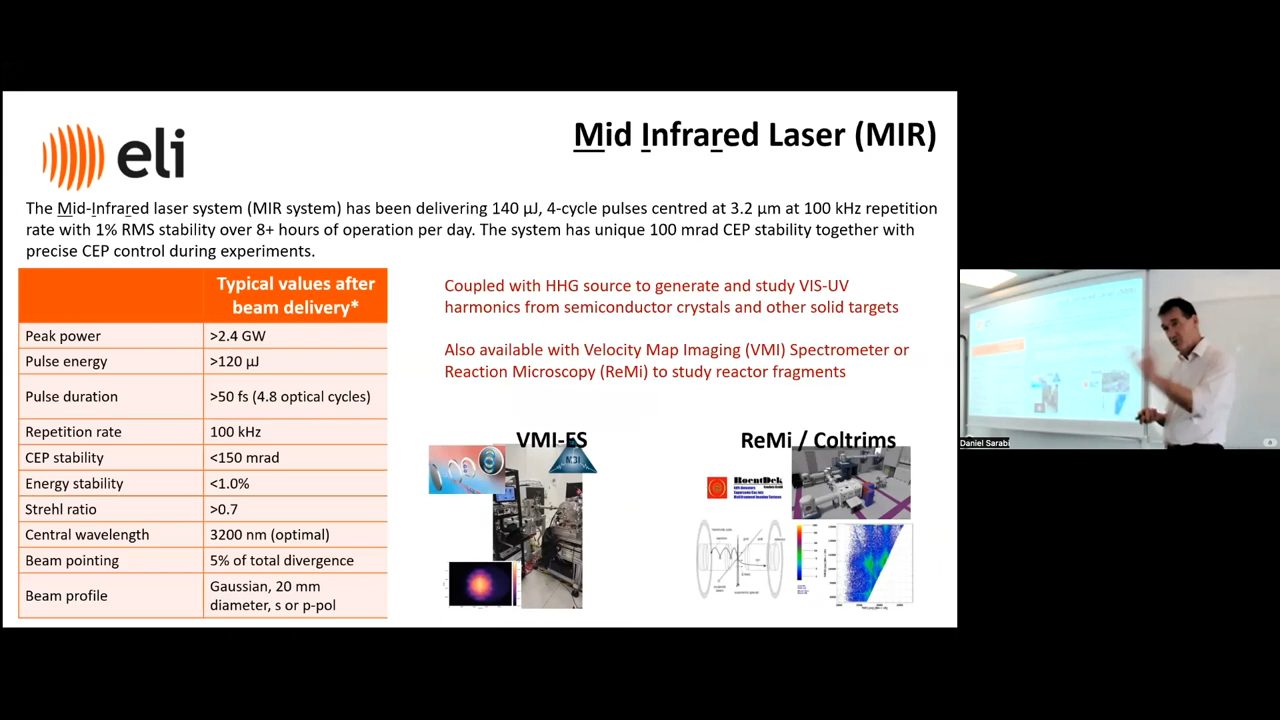 eli
Mid Infrared Laser (MIR)
The Mid-Infrared laser system (MIR system) has been delivering 140 µJ, 4-cycle pulses centred at 3.2 µm at 100 kHz repetition
rate with 1% RMS stability over 8+ hours of operation per day. The system has unique 100 mrad CEP stability together with
precise CEP control during experiments.
Typical values after
beam delivery*
Peak power >2.4 GW
Pulse energy >120 µJ
Pulse duration >50 fs (4.8 optical cycles)
Repetition rate 100 kHz
CEP stability <150 mrad
Energy stability <1.0%
Strehl ratio >0.7
Central wavelength 3200 nm (optimal)
Beam pointing 5% of total divergence
Beam profile Gaussian, 20 mm
diameter, s or p-pol
Coupled with HHG source to generate and study VIS-UV
harmonics from semiconductor crystals and other solid targets
Also available with Velocity Map Imaging (VMI) Spectrometer or
Reaction Microscopy (ReMi) to study reactor fragments
VMI-ES
MBI
ReMi / Coltrims
RoentDek
Daniel Sarabi